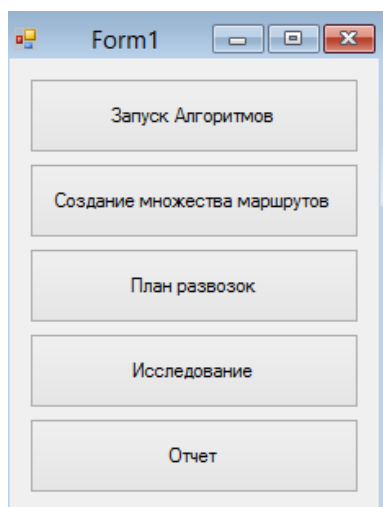 Form1
Запуск Алгоритмов
Создание множества маршрутов
План развозок
Исследование
Отчет